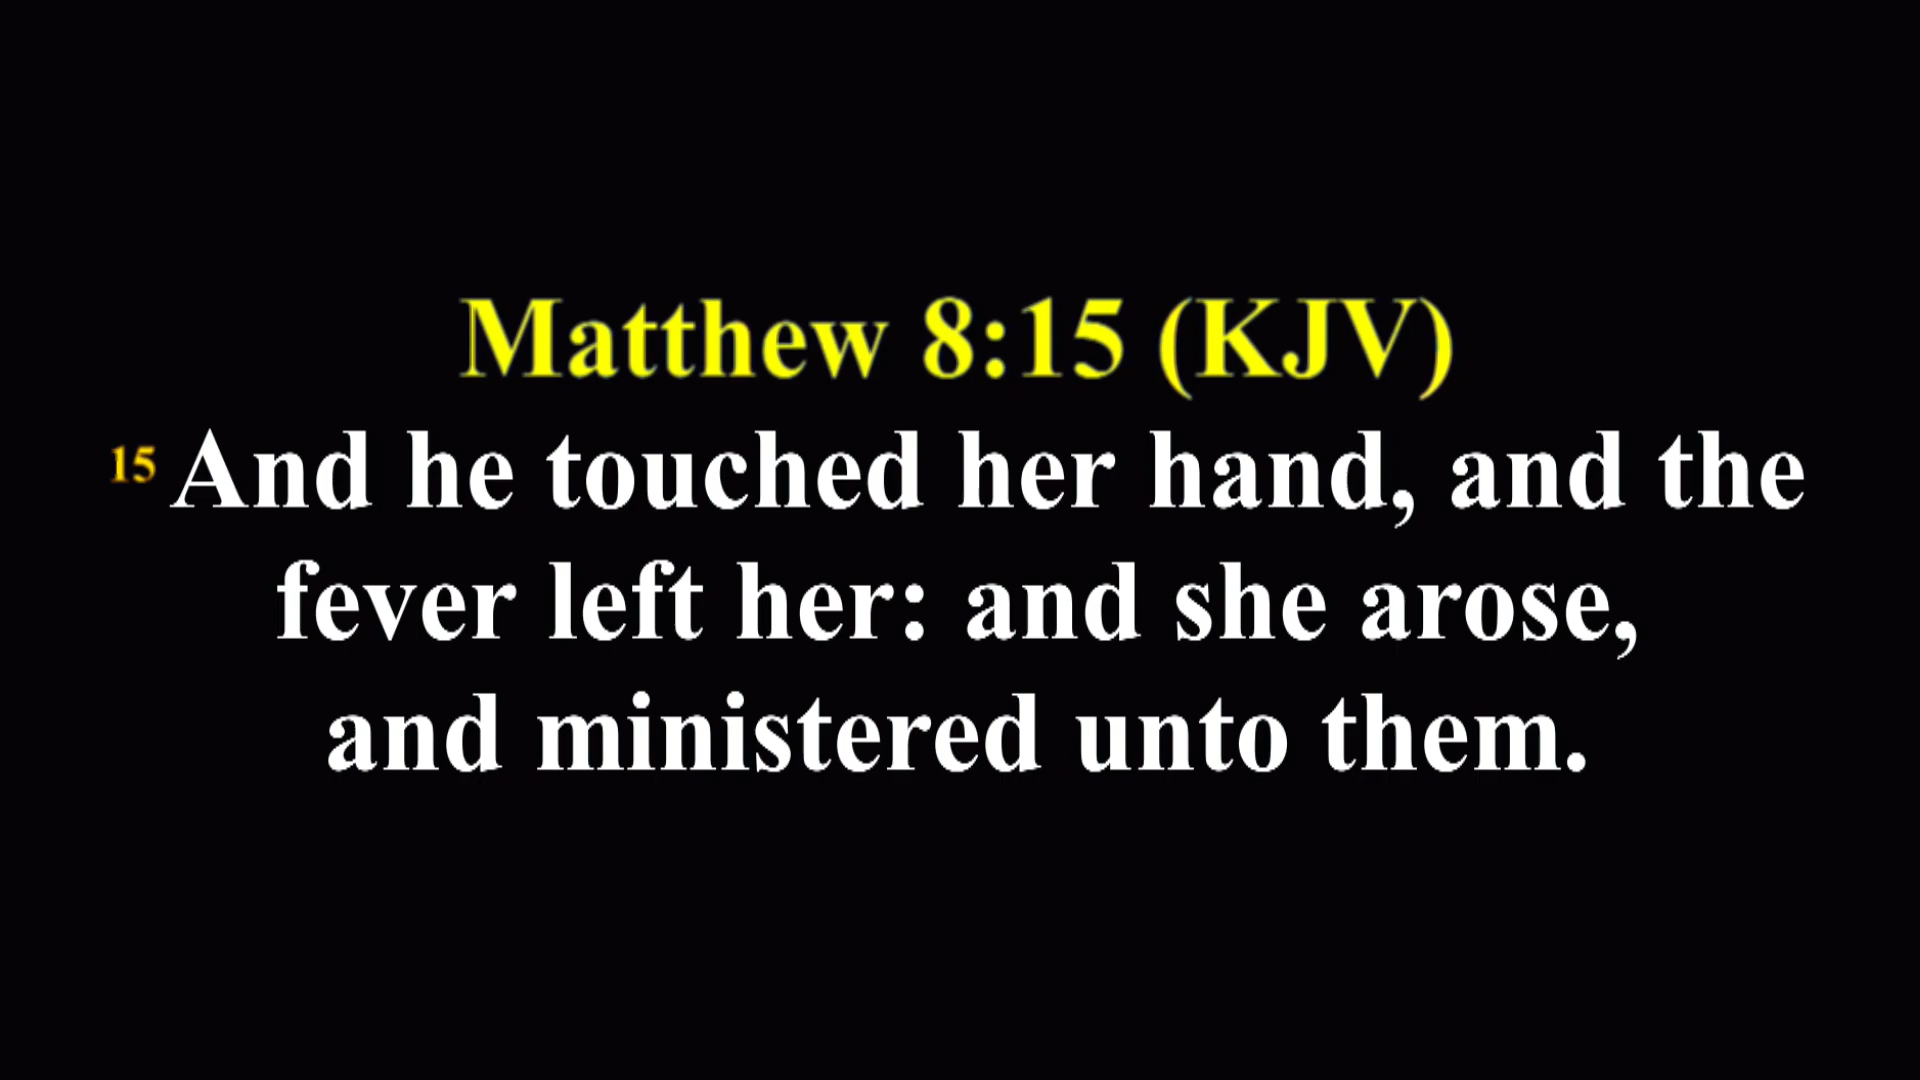 Matthew 8:15 (KJV)
15 And he touched her hand, and the
fever left her: and she arose,
and ministered unto them.